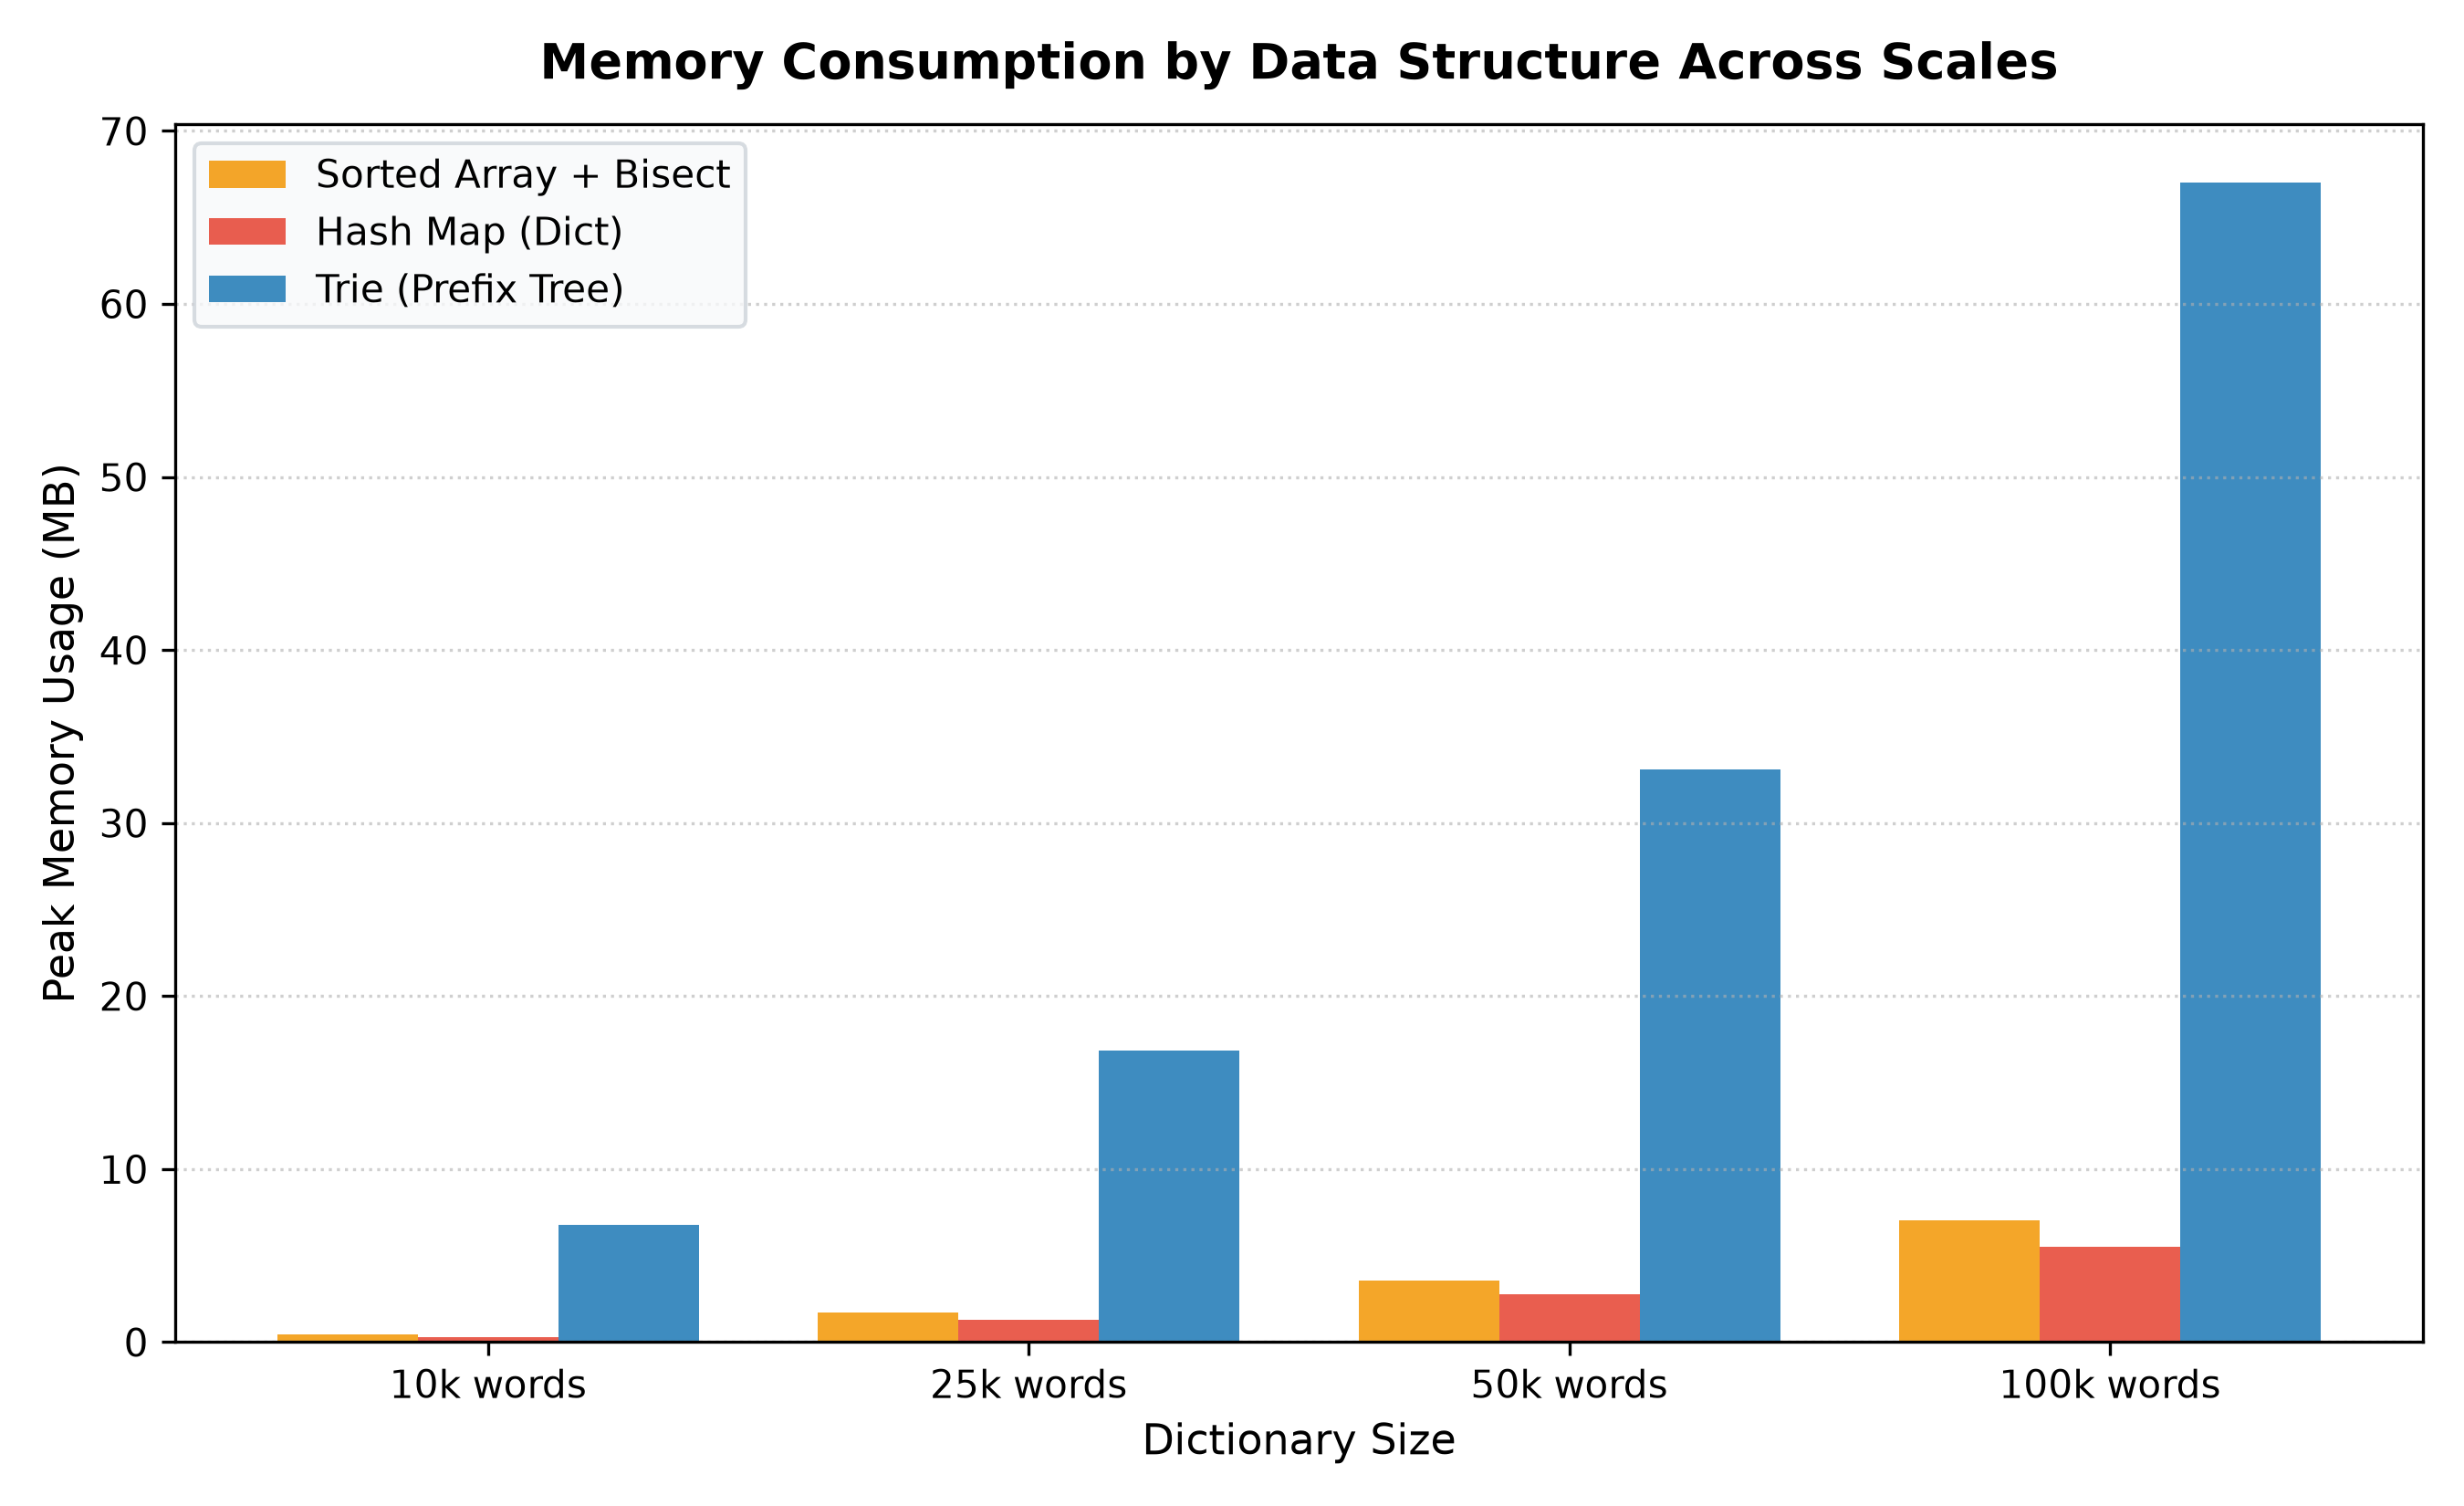 Memory Consumption by Data Structure Across Scales
Sorted Array + Bisect
Hash Map (Dict)
Trie (Prefix Tree)
Peak Memory Usage (MB)
70
60
50
40
30
20
10
0
10k words
25k words
50k words
100k words
Dictionary Size